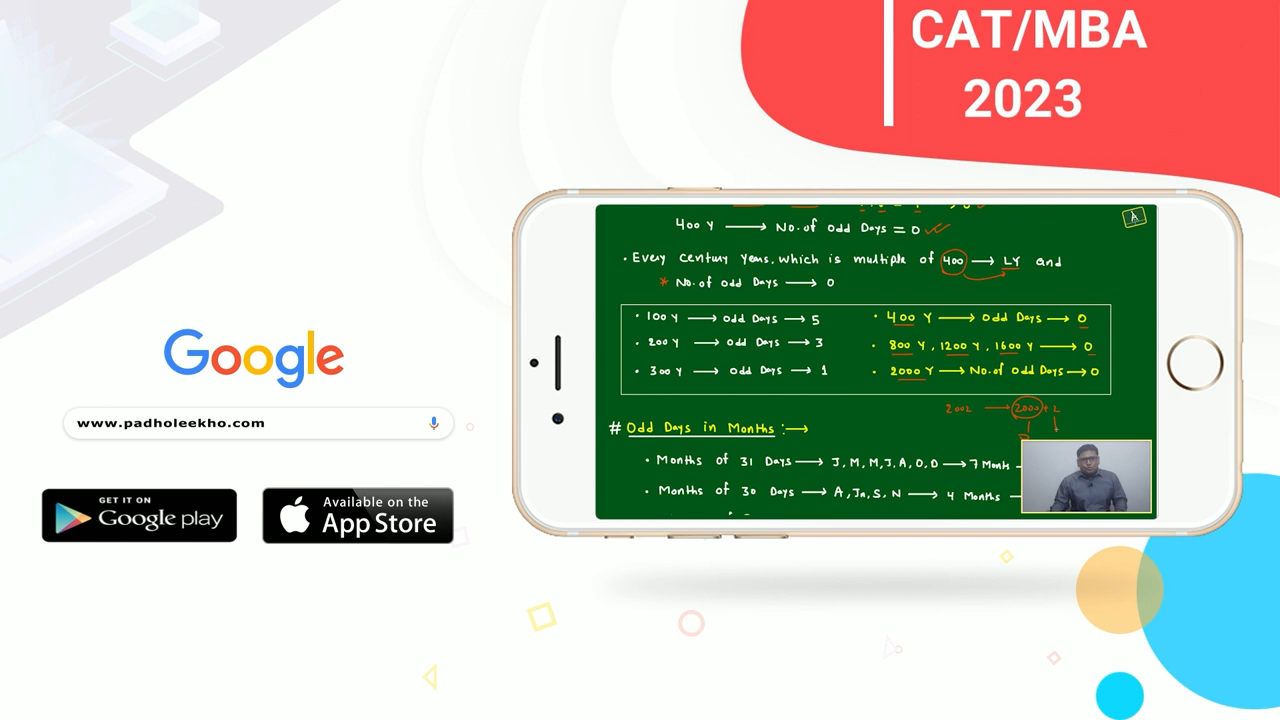 CAT/MBA
2023
400 Y ⟶ No. of odd Days = 0
• Every century Years, which is multiple of 400 ⟶ LY and
* No. of odd Days ⟶ 0
• 100 Y ⟶ odd Days ⟶ 5
• 200 Y ⟶ odd Days ⟶ 3
• 300 Y ⟶ odd Days ⟶ 1
• 400 Y ⟶ odd Days ⟶ 0
• 800 Y, 1200 Y, 1600 Y ⟶ 0
• 2000 Y ⟶ No. of odd Days ⟶ 0
2002 ⟶ 2000 + 2
# Odd Days in Months :⟶
• Months of 31 Days ⟶ J, M, M, J, A, O, D ⟶ 7 Months
• Months of 30 Days ⟶ A, Jn, S, N ⟶ 4 Months
Google
www.padholeekho.com
GET IT ON
Google play
Available on the
App Store